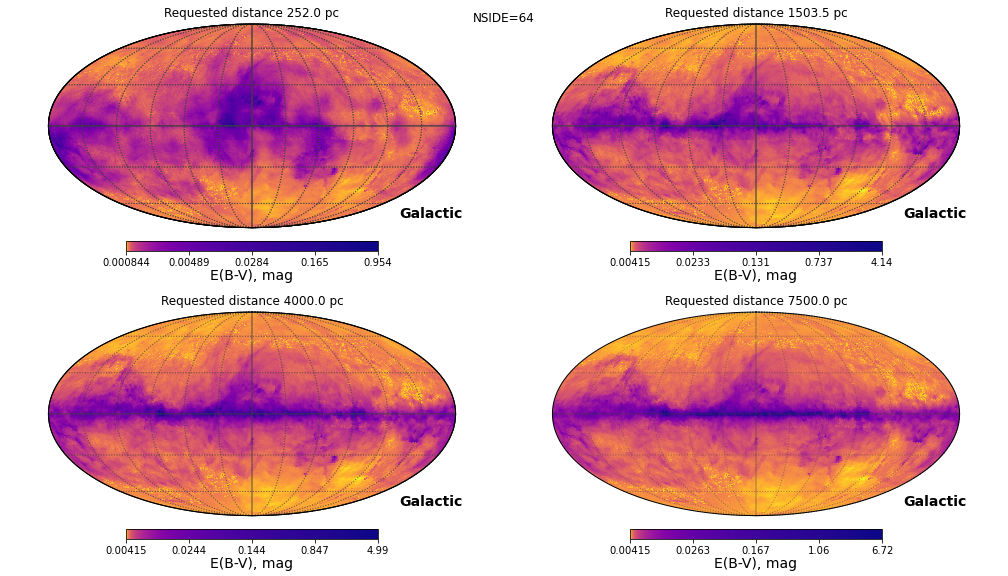 Requested distance 252.0 pc
NSIDE=64
Requested distance 1503.5 pc
Galactic
Galactic
0.000844 0.00489 0.0284 0.165 0.954
E(B-V), mag
0.00415 0.0233 0.131 0.737 4.14
E(B-V), mag
Requested distance 4000.0 pc
Requested distance 7500.0 pc
Galactic
Galactic
0.00415 0.0244 0.144 0.847 4.99
E(B-V), mag
0.00415 0.0263 0.167 1.06 6.72
E(B-V), mag